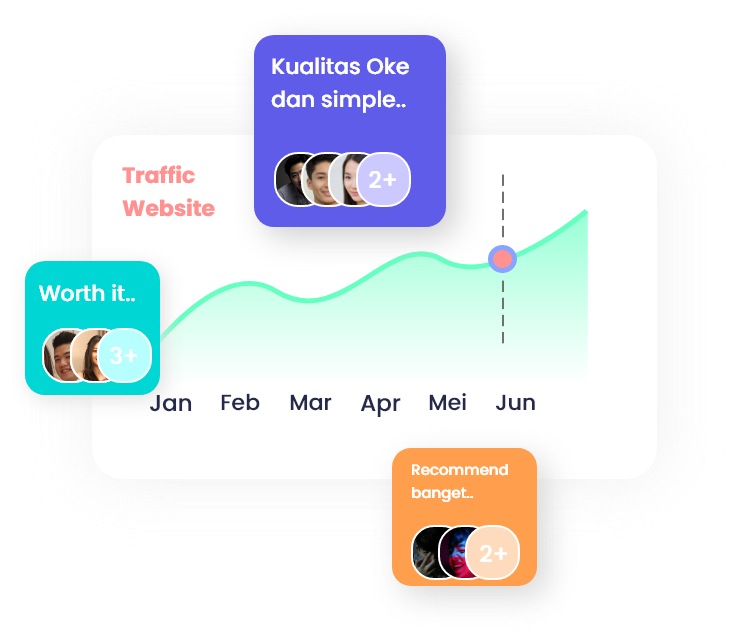 Kualitas Oke
dan simple..
2+
Traffic
Website
Worth it..
3+
Jan Feb Mar Apr Mei Jun
Recommend
banget..
2+